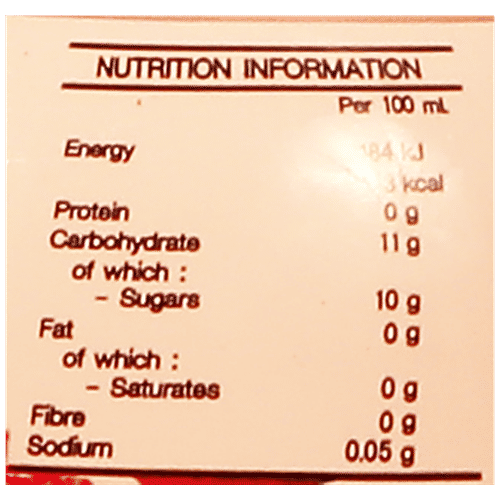 NUTRITION INFORMATION
Per 100 mL
Energy kJ
kcal
Protein 0 g
Carbohydrate 11 g
of which :
- Sugars 10 g
Fat 0 g
of which :
- Saturates 0 g
Fibre 0 g
Sodium 0.05 g